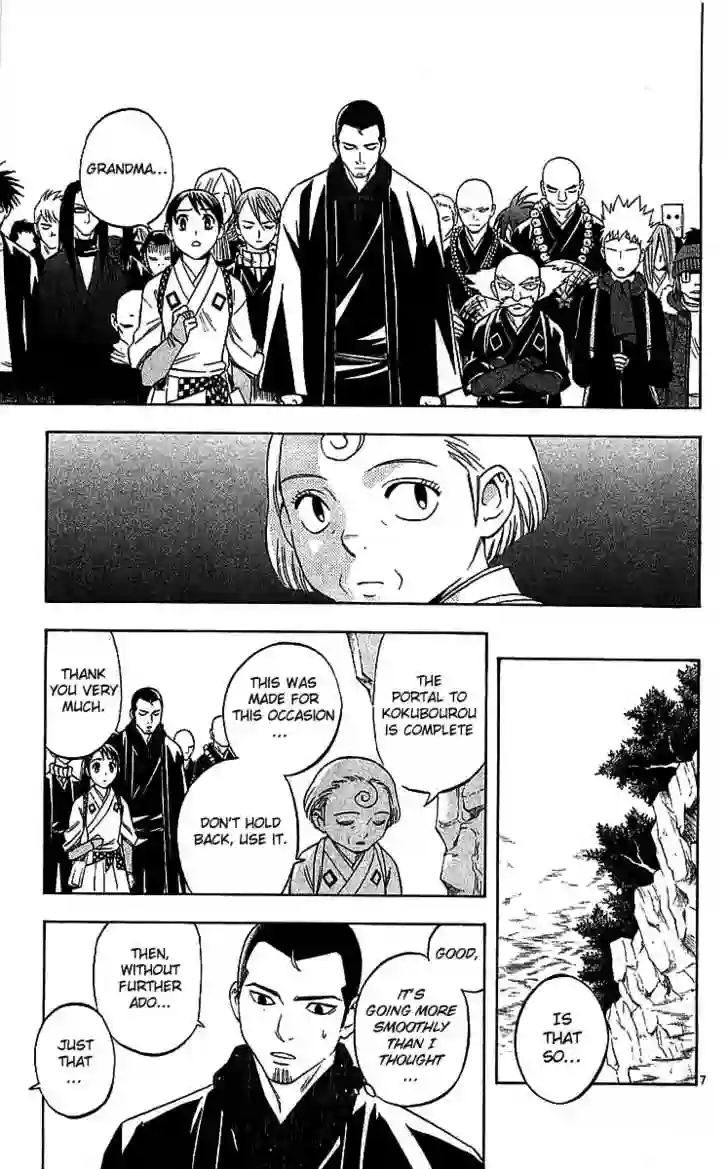 GRANDMA...
IS
THAT
SO...
THE
PORTAL TO
KOKUBOUROU
IS COMPLETE
THIS WAS
MADE FOR
THIS OCCASION
...
DON'T HOLD
BACK, USE IT.
THANK
YOU VERY
MUCH.
GOOD,
IT'S
GOING MORE
SMOOTHLY
THAN I
THOUGHT
...
THEN,
WITHOUT
FURTHER
ADO...
JUST
THAT
...
7